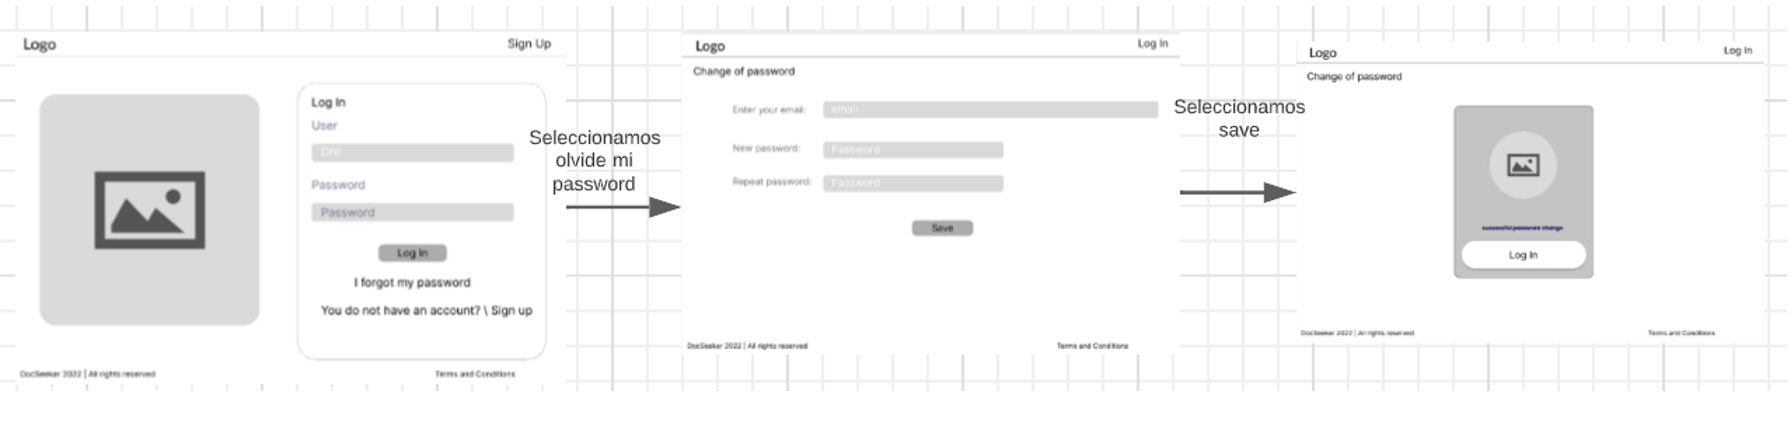 Logo
Sign Up
Log In
User
DNI
Password
Password
Log In
I forgot my password
You do not have an account? \ Sign up
DocSeeker 2022 | All rights reserved
Terms and Conditions
Seleccionamos
olvide mi
password
Logo
Log In
Change of password
Enter your email:
email
New password:
Password
Repeat password:
Password
Save
DocSeeker 2022 | All rights reserved
Terms and Conditions
Seleccionamos
save
Logo
Log In
Change of password
successful password change
Log In
DocSeeker 2022 | All rights reserved
Terms and Conditions